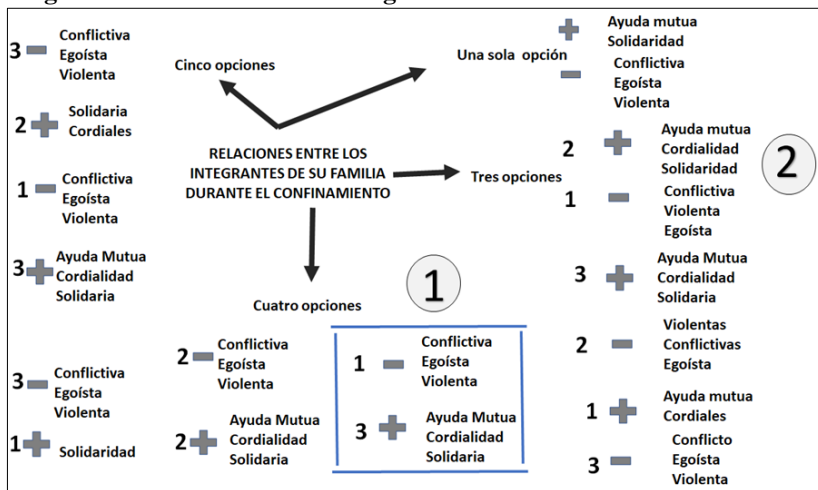 3 Conflictiva
Egoísta
Violenta
2 Solidaria
Cordiales
1 Conflictiva
Egoísta
Violenta
3 Ayuda Mutua
Cordialidad
Solidaria
3 Conflictiva
Egoísta
Violenta
1 Solidaridad
Cinco opciones
RELACIONES ENTRE LOS
INTEGRANTES DE SU FAMILIA
DURANTE EL CONFINAMIENTO
Cuatro opciones
2 Conflictiva
Egoísta
Violenta
2 Ayuda Mutua
Cordialidad
Solidaria
1
1 Conflictiva
Egoísta
Violenta
3 Ayuda Mutua
Cordialidad
Solidaria
Una sola opción
Ayuda mutua
Solidaridad
Conflictiva
Egoísta
Violenta
Tres opciones
2 Ayuda mutua
Cordialidad
Solidaridad
2
1 Conflictiva
Violenta
Egoísta
3 Ayuda Mutua
Cordialidad
Solidaria
2 Violentas
Conflictivas
Egoísta
1 Ayuda mutua
Cordiales
3 Conflicto
Egoísta
Violenta